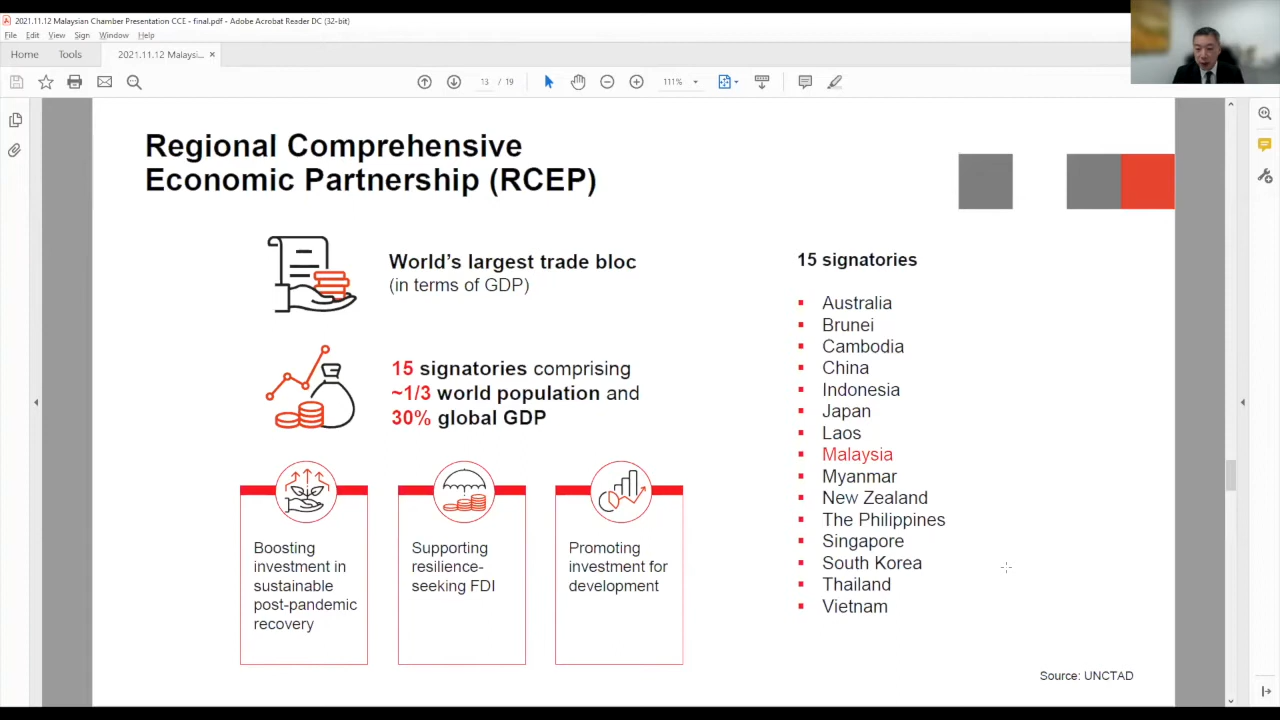 2021.11.12 Malaysian Chamber Presentation CCE - final.pdf - Adobe Acrobat Reader DC (32-bit)
File Edit View Sign Window Help
Home Tools 2021.11.12 Malaysi... ×
13 / 19 111%
Regional Comprehensive
Economic Partnership (RCEP)
World's largest trade bloc
(in terms of GDP)
15 signatories comprising
~1/3 world population and
30% global GDP
Boosting
investment in
sustainable
post-pandemic
recovery
Supporting
resilience-
seeking FDI
Promoting
investment for
development
15 signatories
Australia
Brunei
Cambodia
China
Indonesia
Japan
Laos
Malaysia
Myanmar
New Zealand
The Philippines
Singapore
South Korea
Thailand
Vietnam
Source: UNCTAD